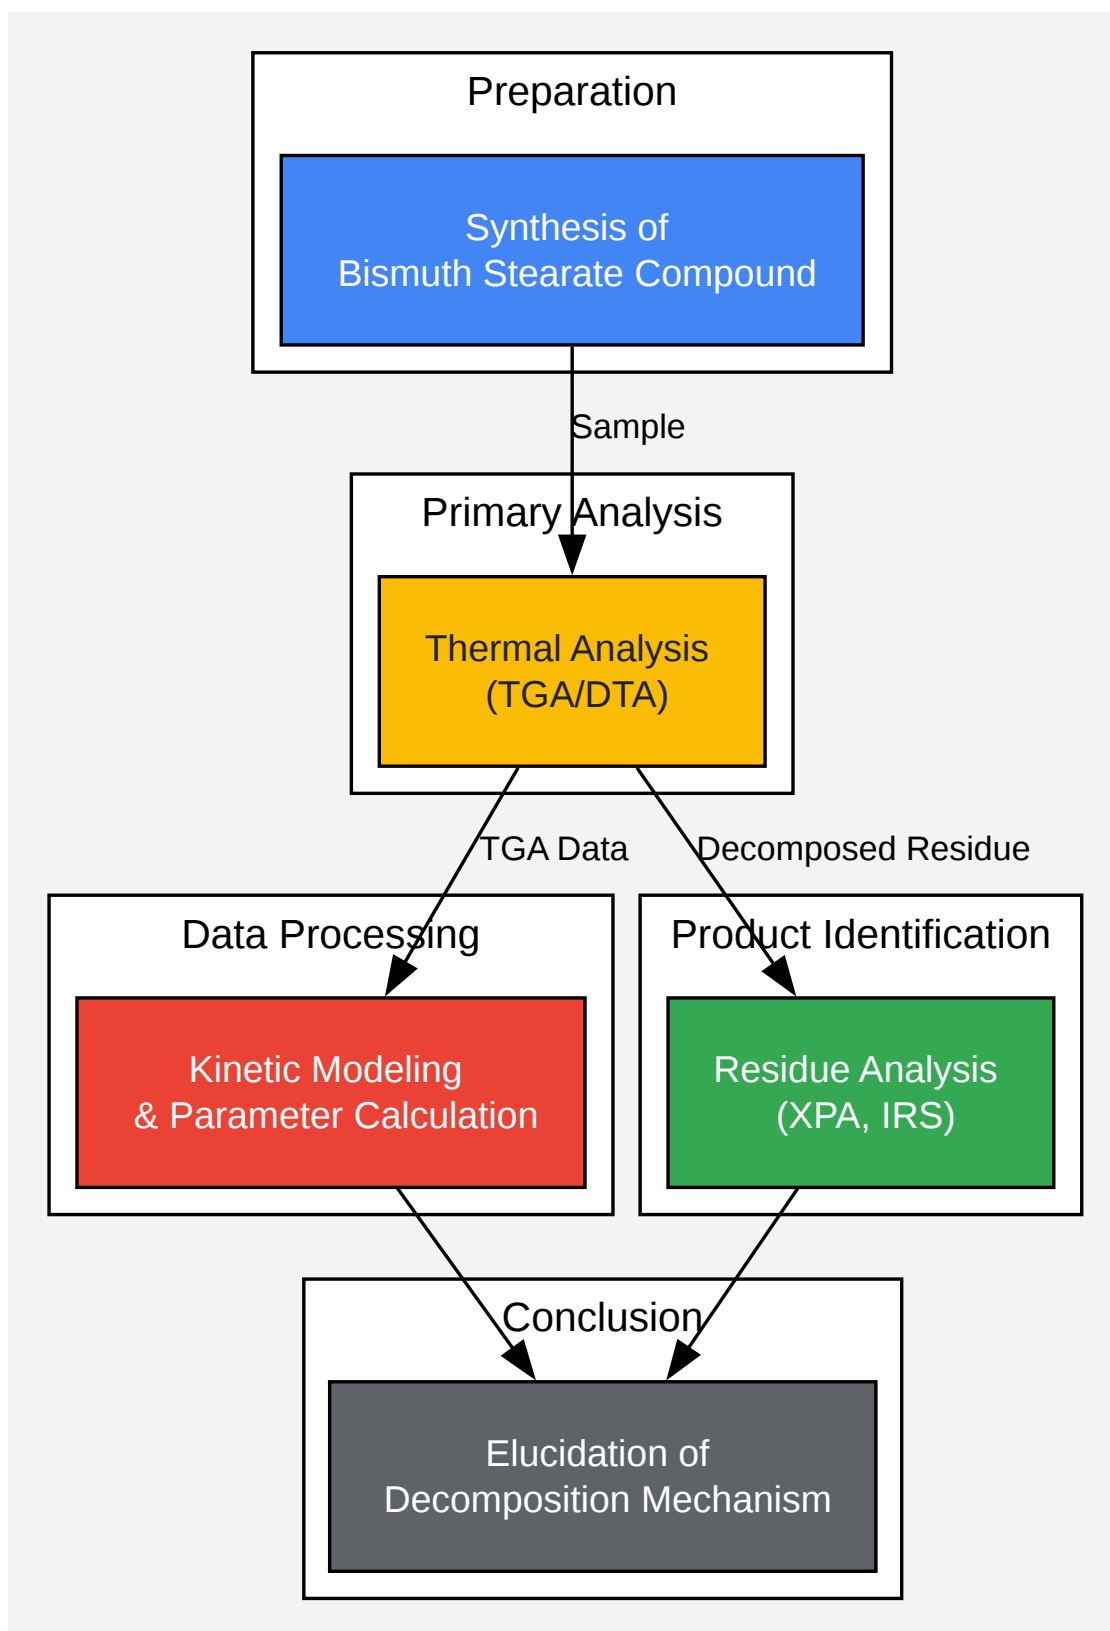 Preparation
Synthesis of
Bismuth Stearate Compound
Sample
Primary Analysis
Thermal Analysis
(TGA/DTA)
TGA Data
Decomposed Residue
Data Processing
Kinetic Modeling
& Parameter Calculation
Product Identification
Residue Analysis
(XPA, IRS)
Conclusion
Elucidation of
Decomposition Mechanism